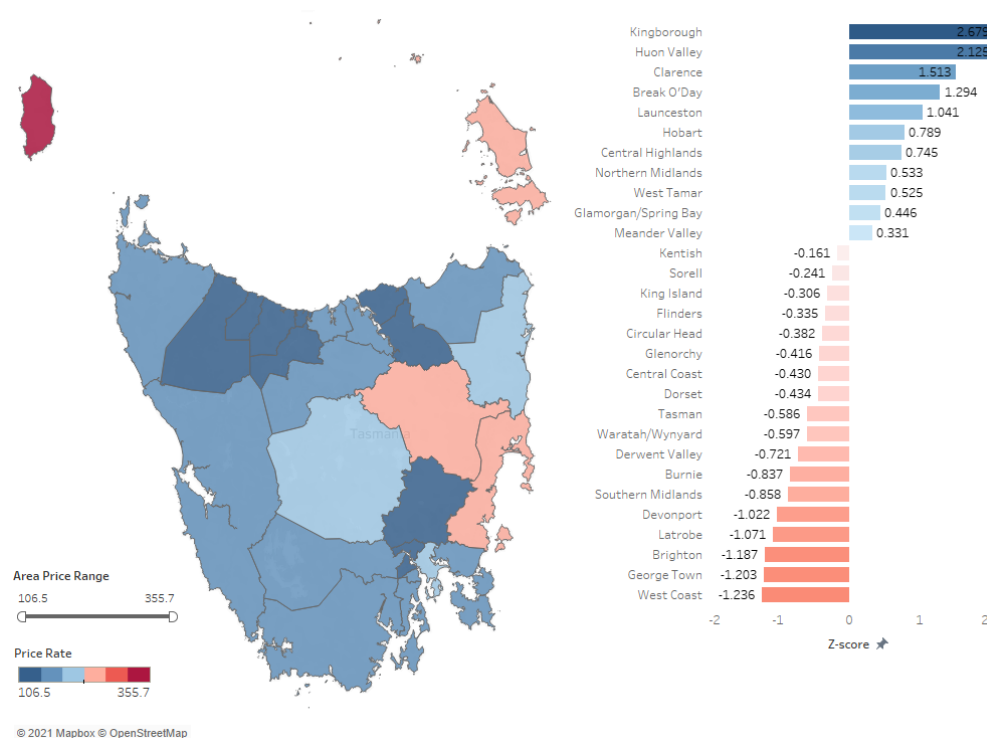 Kingborough 2.679
Huon Valley 2.125
Clarence 1.513
Break O'Day 1.294
Launceston 1.041
Hobart 0.789
Central Highlands 0.745
Northern Midlands 0.533
West Tamar 0.525
Glamorgan/Spring Bay 0.446
Meander Valley 0.331
Kentish -0.161
Sorell -0.241
King Island -0.306
Flinders -0.335
Circular Head -0.382
Glenorchy -0.416
Central Coast -0.430
Dorset -0.434
Tasman -0.586
Waratah/Wynyard -0.597
Derwent Valley -0.721
Burnie -0.837
Southern Midlands -0.858
Devonport -1.022
Latrobe -1.071
Brighton -1.187
George Town -1.203
West Coast -1.236
-2 -1 0 1 2
Z-score
Tasmania
Area Price Range
106.5 355.7
Price Rate
106.5 355.7
© 2021 Mapbox © OpenStreetMap